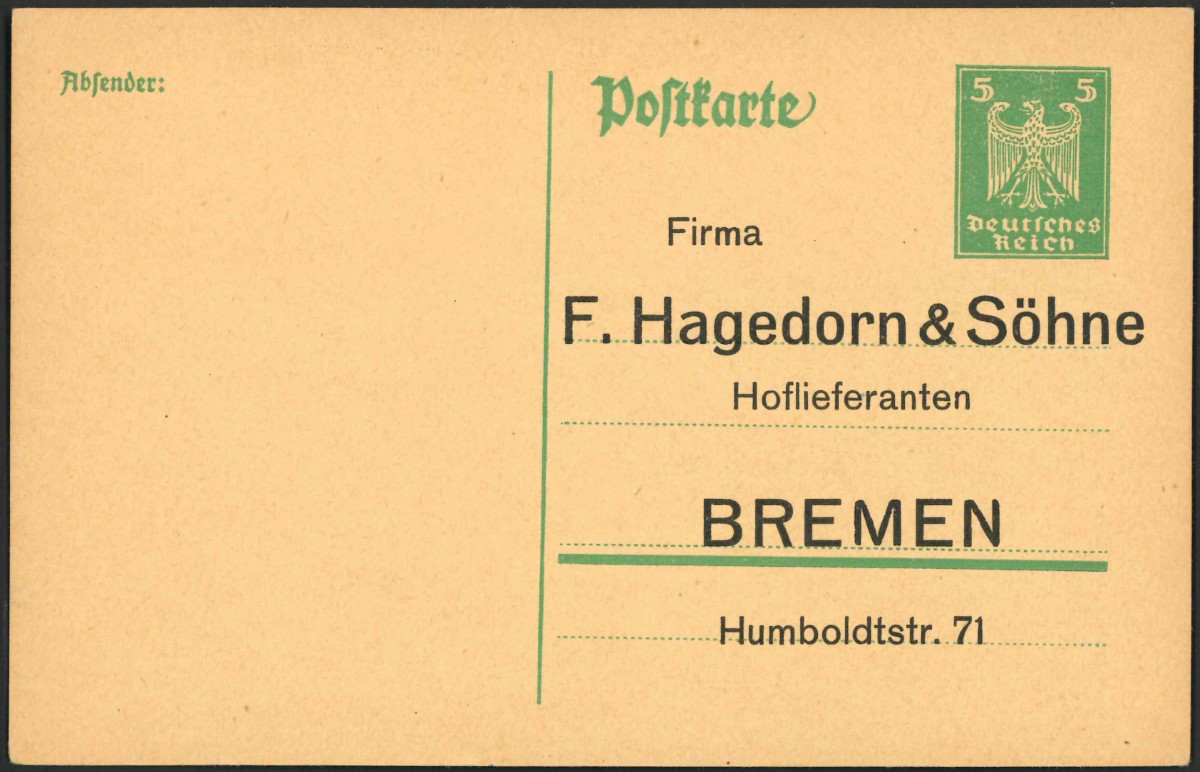 Abſender:
Poſtkarte
5 5
Deutſches
Reich
Firma
F. Hagedorn & Söhne
Hoflieferanten
BREMEN
Humboldtstr. 71